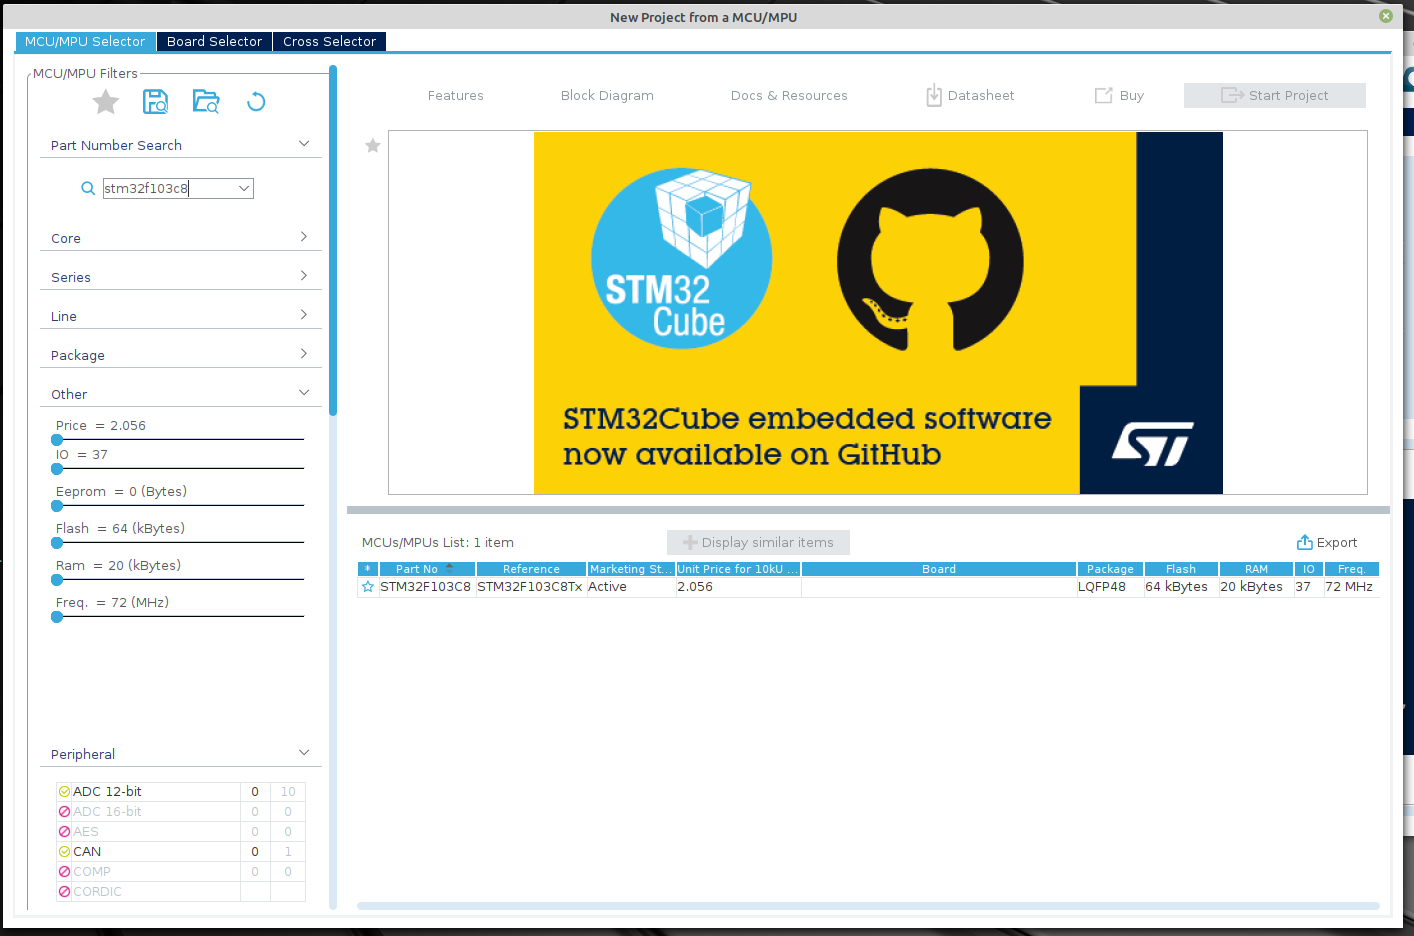 New Project from a MCU/MPU
MCU/MPU Selector Board Selector Cross Selector
MCU/MPU Filters
Part Number Search
stm32f103c8
Core
Series
Line
Package
Other
Price = 2.056
IO = 37
Eeprom = 0 (Bytes)
Flash = 64 (kBytes)
Ram = 20 (kBytes)
Freq. = 72 (MHz)
Peripheral
ADC 12-bit 0 10
ADC 16-bit 0 0
AES 0 0
CAN 0 1
COMP 0 0
CORDIC
Features Block Diagram Docs & Resources Datasheet Buy Start Project
STM32
Cube
STM32Cube embedded software
now available on GitHub
ST
MCUs/MPUs List: 1 item Display similar items Export
* Part No Reference Marketing St... Unit Price for 10kU ... Board Package Flash RAM IO Freq.
STM32F103C8 STM32F103C8Tx Active 2.056 LQFP48 64 kBytes 20 kBytes 37 72 MHz